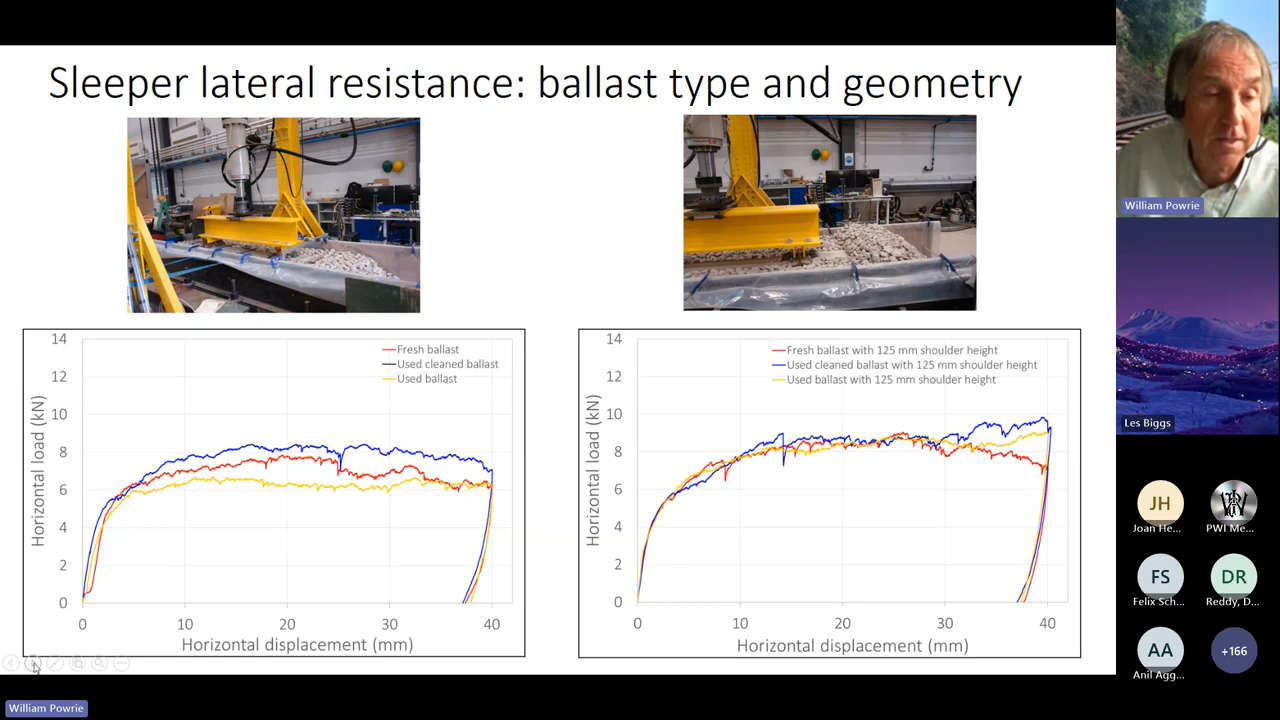 Sleeper lateral resistance: ballast type and geometry
14
12
10
8
6
4
2
0
Horizontal load (kN)
Fresh ballast
Used cleaned ballast
Used ballast
0
10
20
30
40
Horizontal displacement (mm)
14
12
10
8
6
4
2
0
Horizontal load (kN)
Fresh ballast with 125 mm shoulder height
Used cleaned ballast with 125 mm shoulder height
Used ballast with 125 mm shoulder height
0
10
20
30
40
Horizontal displacement (mm)
William Powrie
William Powrie
Les Biggs
JH
Joan He...
PWI Me...
FS
Felix Sch...
DR
Reddy, D...
AA
Anil Agg...
+166